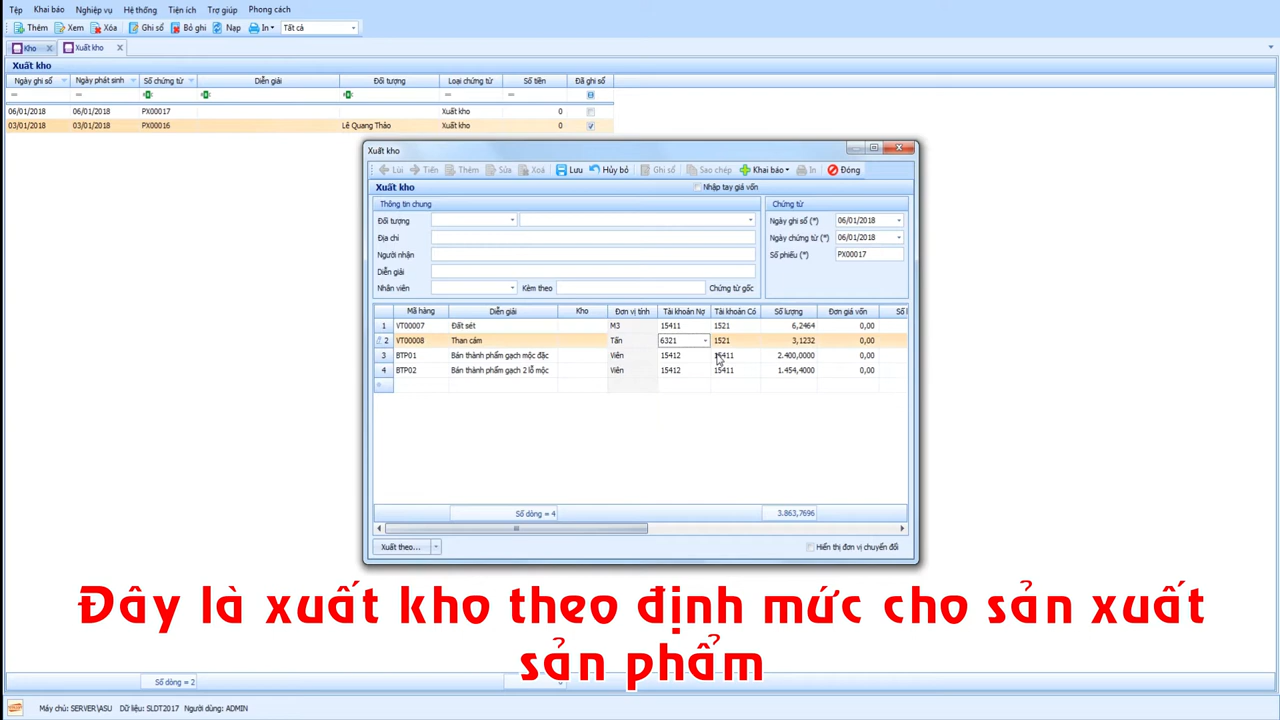 Tệp Khai báo Nghiệp vụ Hệ thống Tiện ích Trợ giúp Phong cách
Thêm Xem Xóa Ghi sổ Bỏ ghi Nạp In Tất cả
Kho Xuất kho
Xuất kho
Ngày ghi sổ Ngày phát sinh Số chứng từ Diễn giải Đối tượng Loại chứng từ Số tiền Đã ghi sổ
06/01/2018 06/01/2018 PX00017 Xuất kho 0
03/01/2018 03/01/2018 PX00016 Lê Quang Thảo Xuất kho 0
Xuất kho
Lùi Tiến Thêm Sửa Xoá Lưu Hủy bỏ Ghi sổ Sao chép Khai báo In Đóng
Xuất kho Nhập tay giá vốn
Thông tin chung Chứng từ
Đối tượng Ngày ghi sổ (*) 06/01/2018
Địa chỉ Ngày chứng từ (*) 06/01/2018
Người nhận Số phiếu (*) PX00017
Diễn giải
Nhân viên Kèm theo Chứng từ gốc
Mã hàng Diễn giải Kho Đơn vị tính Tài khoản Nợ Tài khoản Có Số lượng Đơn giá vốn Số l
1 VT00007 Đất sét M3 15411 1521 6,2464 0,00
2 VT00008 Than cám Tấn 6321 1521 3,1232 0,00
3 BTP01 Bán thành phẩm gạch mộc đặc Viên 15412 15411 2.400,0000 0,00
4 BTP02 Bán thành phẩm gạch 2 lỗ mộc Viên 15412 15411 1.454,4000 0,00
Số dòng = 4 3.863,7696
Xuất theo... Hiển thị đơn vị chuyển đổi
Đây là xuất kho theo định mức cho sản xuất
sản phẩm
Số dòng = 2
Máy chủ: SERVER\ASU Dữ liệu: SLDT2017 Người dùng: ADMIN